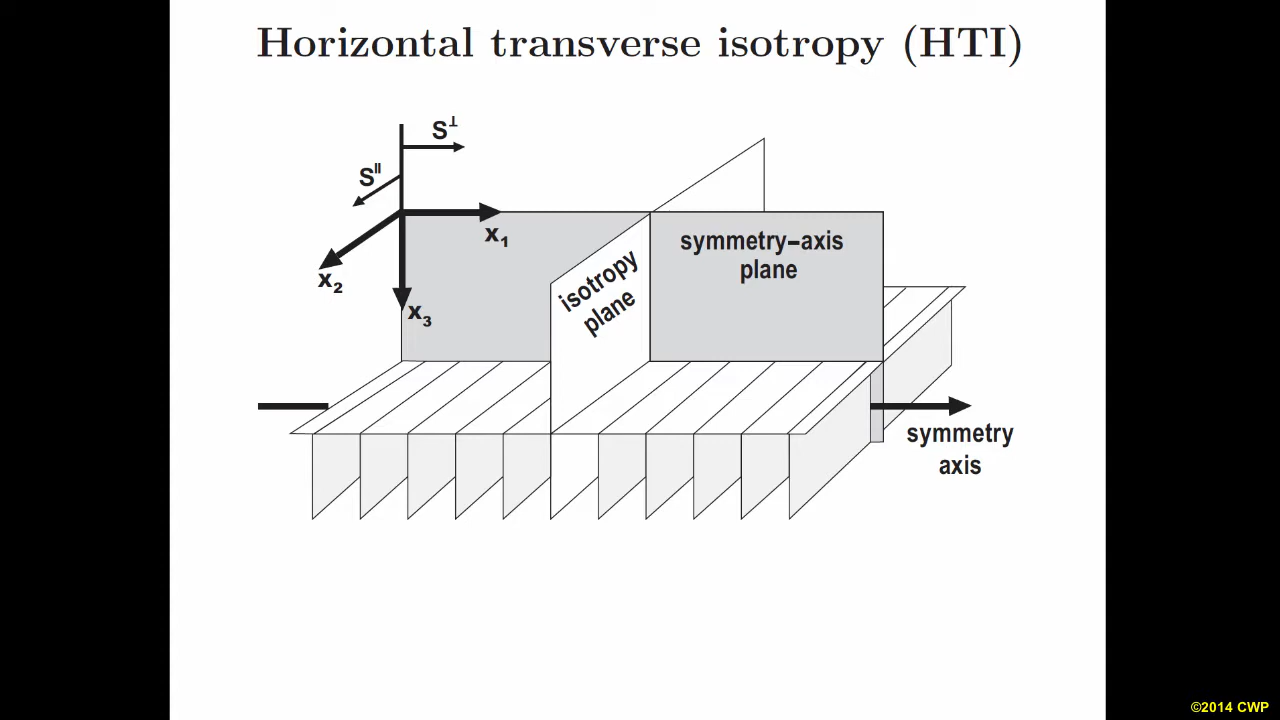 Horizontal transverse isotropy (HTI)
S⊥
S||
x₁
x₂
x₃
isotropy
plane
symmetry–axis
plane
symmetry
axis
©2014 CWP